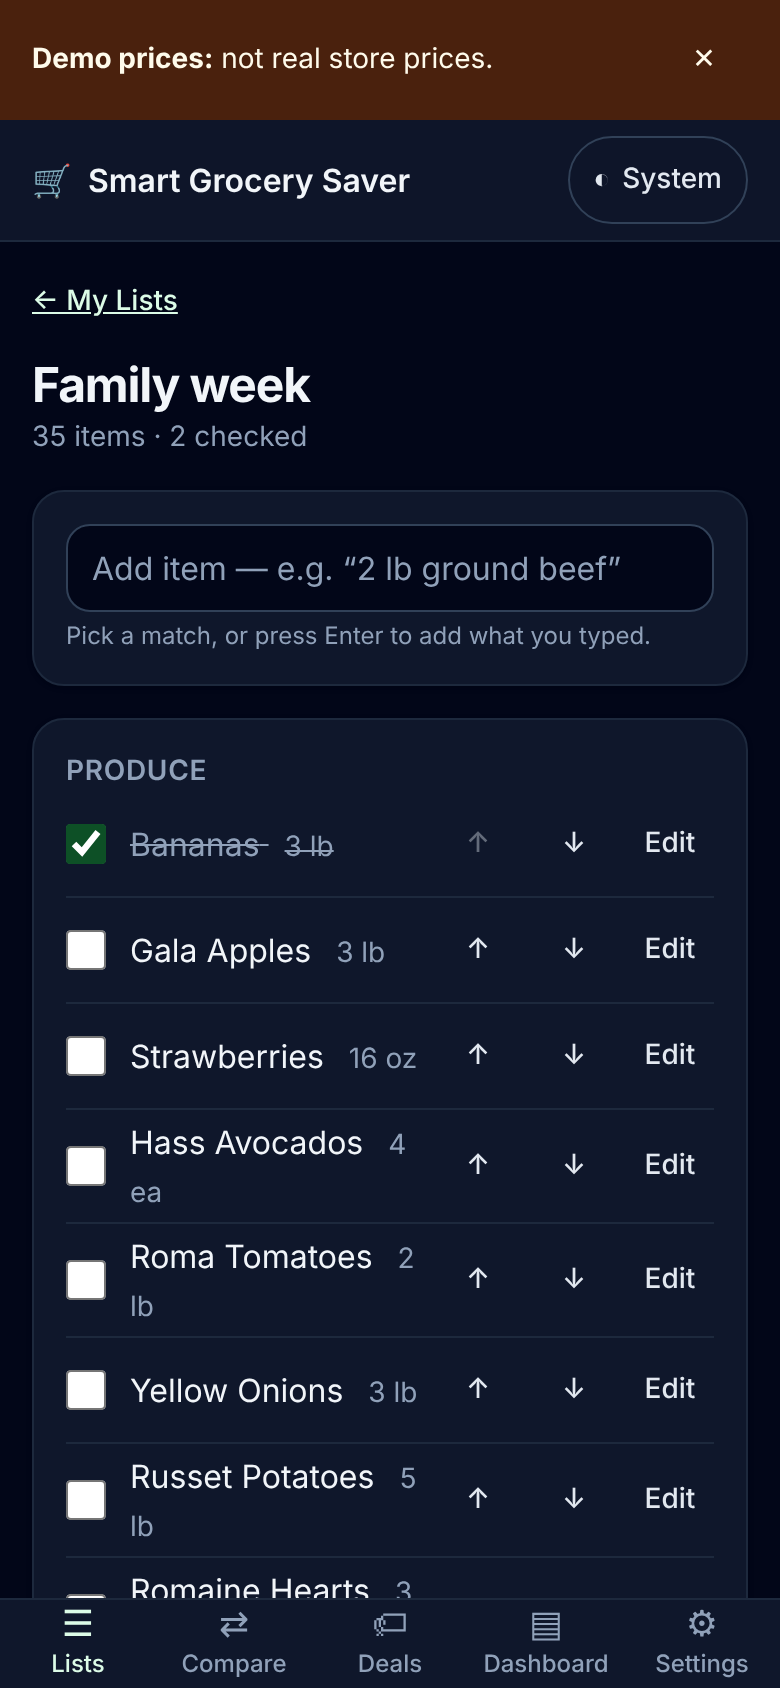 Demo prices: not real store prices. ✕
🛒 Smart Grocery Saver
◐ System
← My Lists
Family week
35 items · 2 checked
Add item — e.g. “2 lb ground beef”
Pick a match, or press Enter to add what you typed.
PRODUCE
Bananas 3 lb ↑ ↓ Edit
Gala Apples 3 lb ↑ ↓ Edit
Strawberries 16 oz ↑ ↓ Edit
Hass Avocados 4
ea ↑ ↓ Edit
Roma Tomatoes 2
lb ↑ ↓ Edit
Yellow Onions 3 lb ↑ ↓ Edit
Russet Potatoes 5
lb ↑ ↓ Edit
Romaine Hearts 3
Lists Compare Deals Dashboard Settings